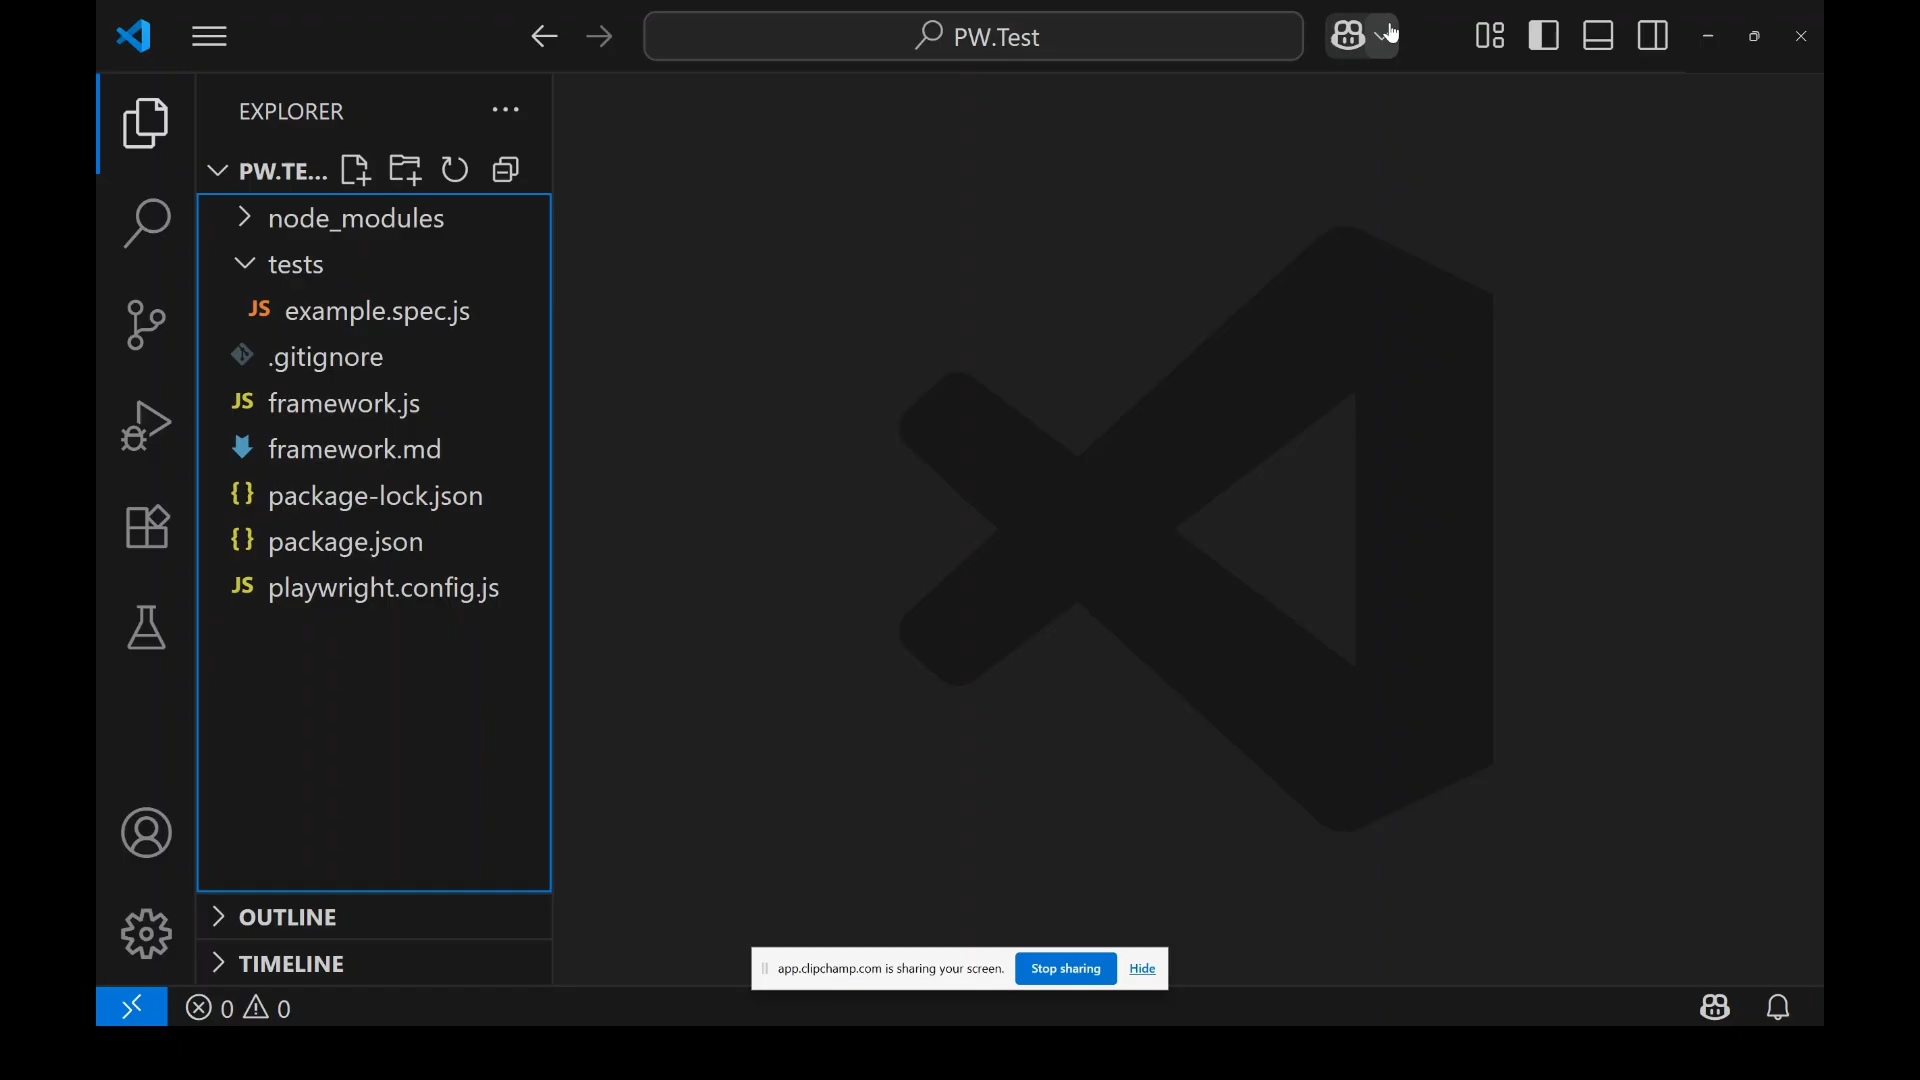 PW.Test
EXPLORER
PW.TE...
node_modules
tests
JS example.spec.js
.gitignore
JS framework.js
framework.md
{} package-lock.json
{} package.json
JS playwright.config.js
OUTLINE
TIMELINE
app.clipchamp.com is sharing your screen. Stop sharing Hide
0 0